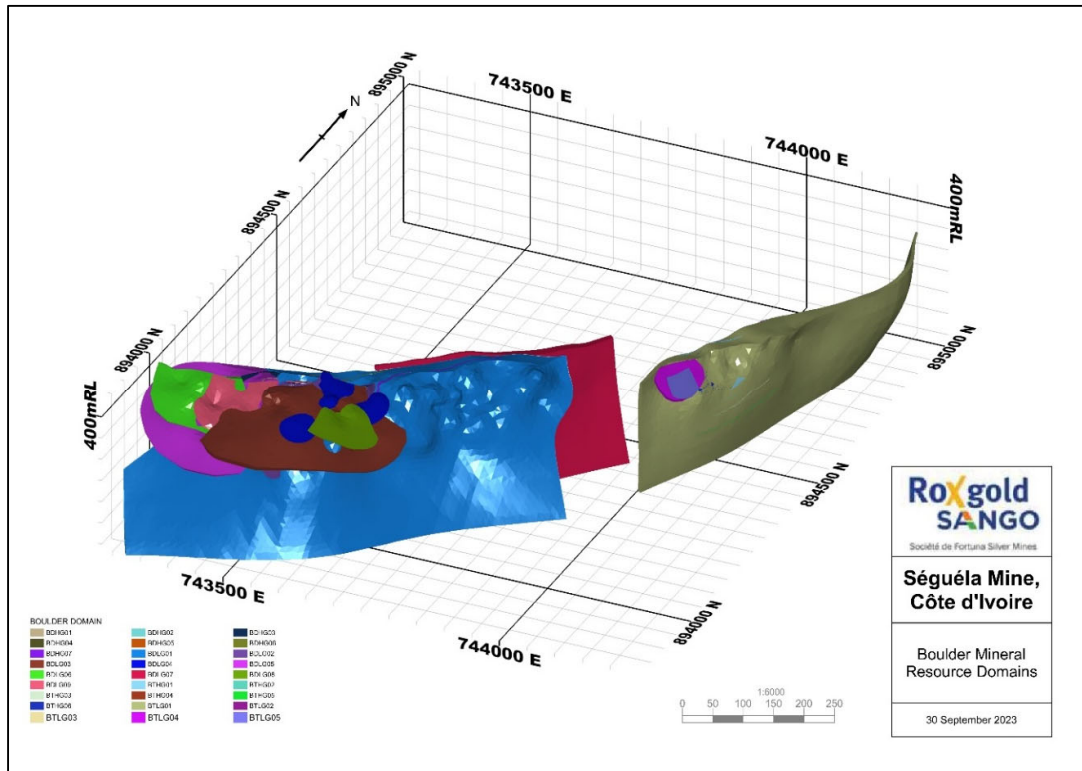 895000 N
743500 E
N
744000 E
400mRL
894500 N
894000 N
400mRL
895000 N
894500 N
743500 E
894000 N
744000 E
RoXgold
SANGO
Société de Fortuna Silver Mines
Séguéla Mine,
Côte d'Ivoire
Boulder Mineral
Resource Domains
30 September 2023
1:6000
0 50 100 150 200 250
BOULDER DOMAIN
BDHG01 BDHG02 BDHG03
BDHG04 BDHG05 BDHG06
BDHG07 BDLG01 BDLG02
BDLG03 BDLG04 BDLG05
BDLG06 BDLG07 BDLG08
BDLG09 BTHG01 BTHG02
BTHG03 BTHG04 BTHG05
BTHG06 BTLG01 BTLG02
BTLG03 BTLG04 BTLG05